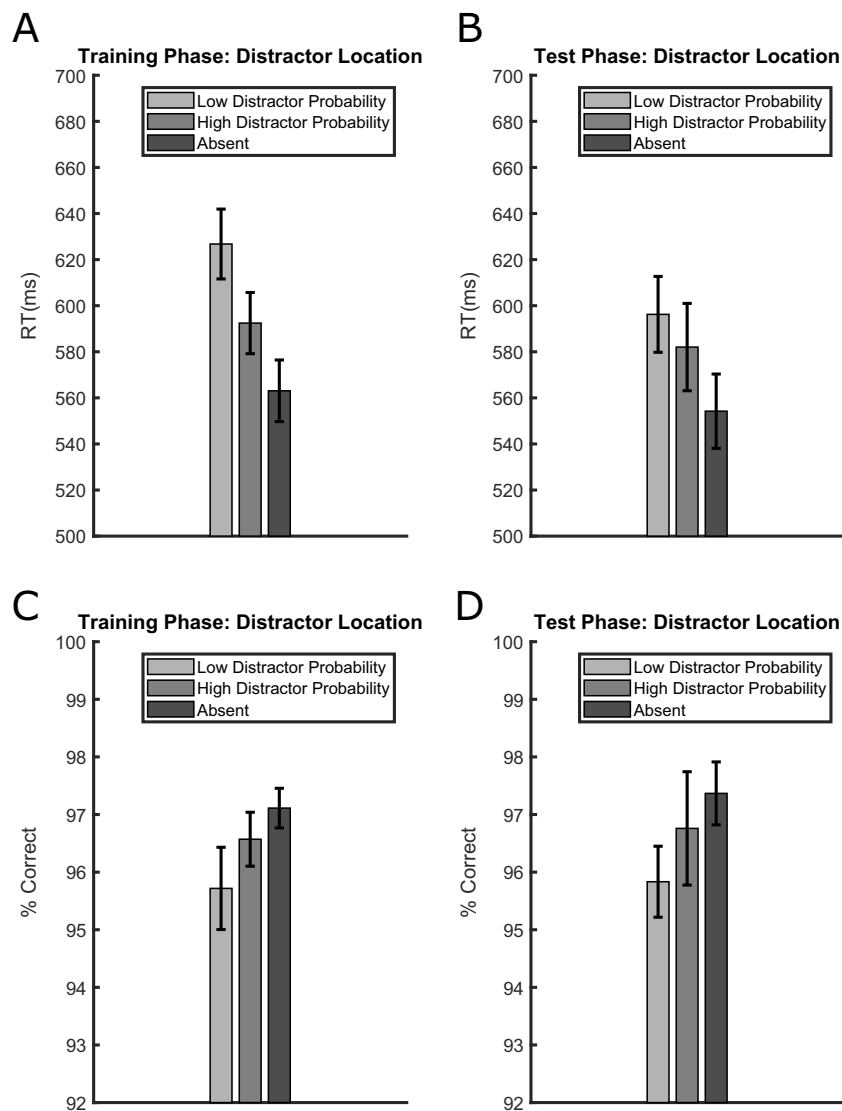 A
Training Phase: Distractor Location
700
680
660
640
620
600
580
560
540
520
500
RT(ms)
Low Distractor Probability
High Distractor Probability
Absent
B
Test Phase: Distractor Location
700
680
660
640
620
600
580
560
540
520
500
RT(ms)
Low Distractor Probability
High Distractor Probability
Absent
C
Training Phase: Distractor Location
100
99
98
97
96
95
94
93
92
% Correct
Low Distractor Probability
High Distractor Probability
Absent
D
Test Phase: Distractor Location
100
99
98
97
96
95
94
93
92
% Correct
Low Distractor Probability
High Distractor Probability
Absent